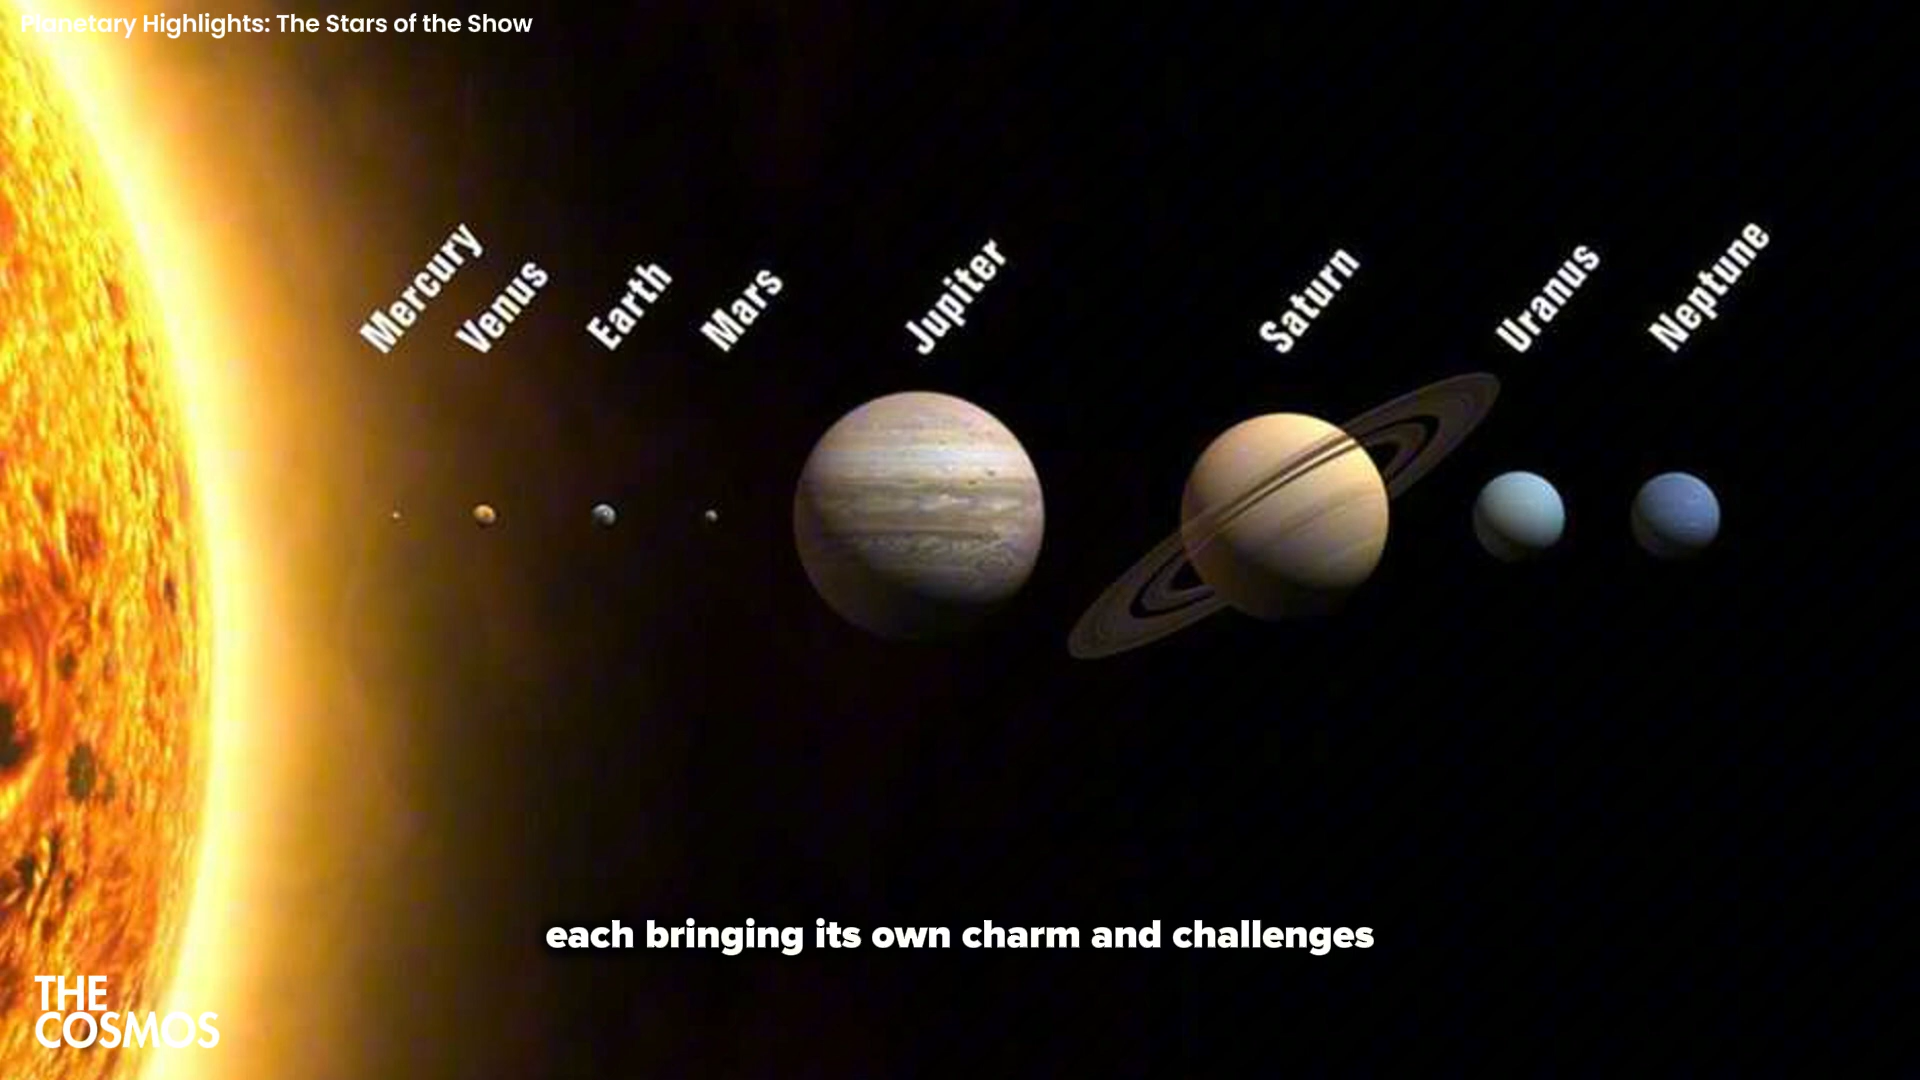 Planetary Highlights: The Stars of the Show
Mercury
Venus
Earth
Mars
Jupiter
Saturn
Uranus
Neptune
each bringing its own charm and challenges
THE
COSMOS